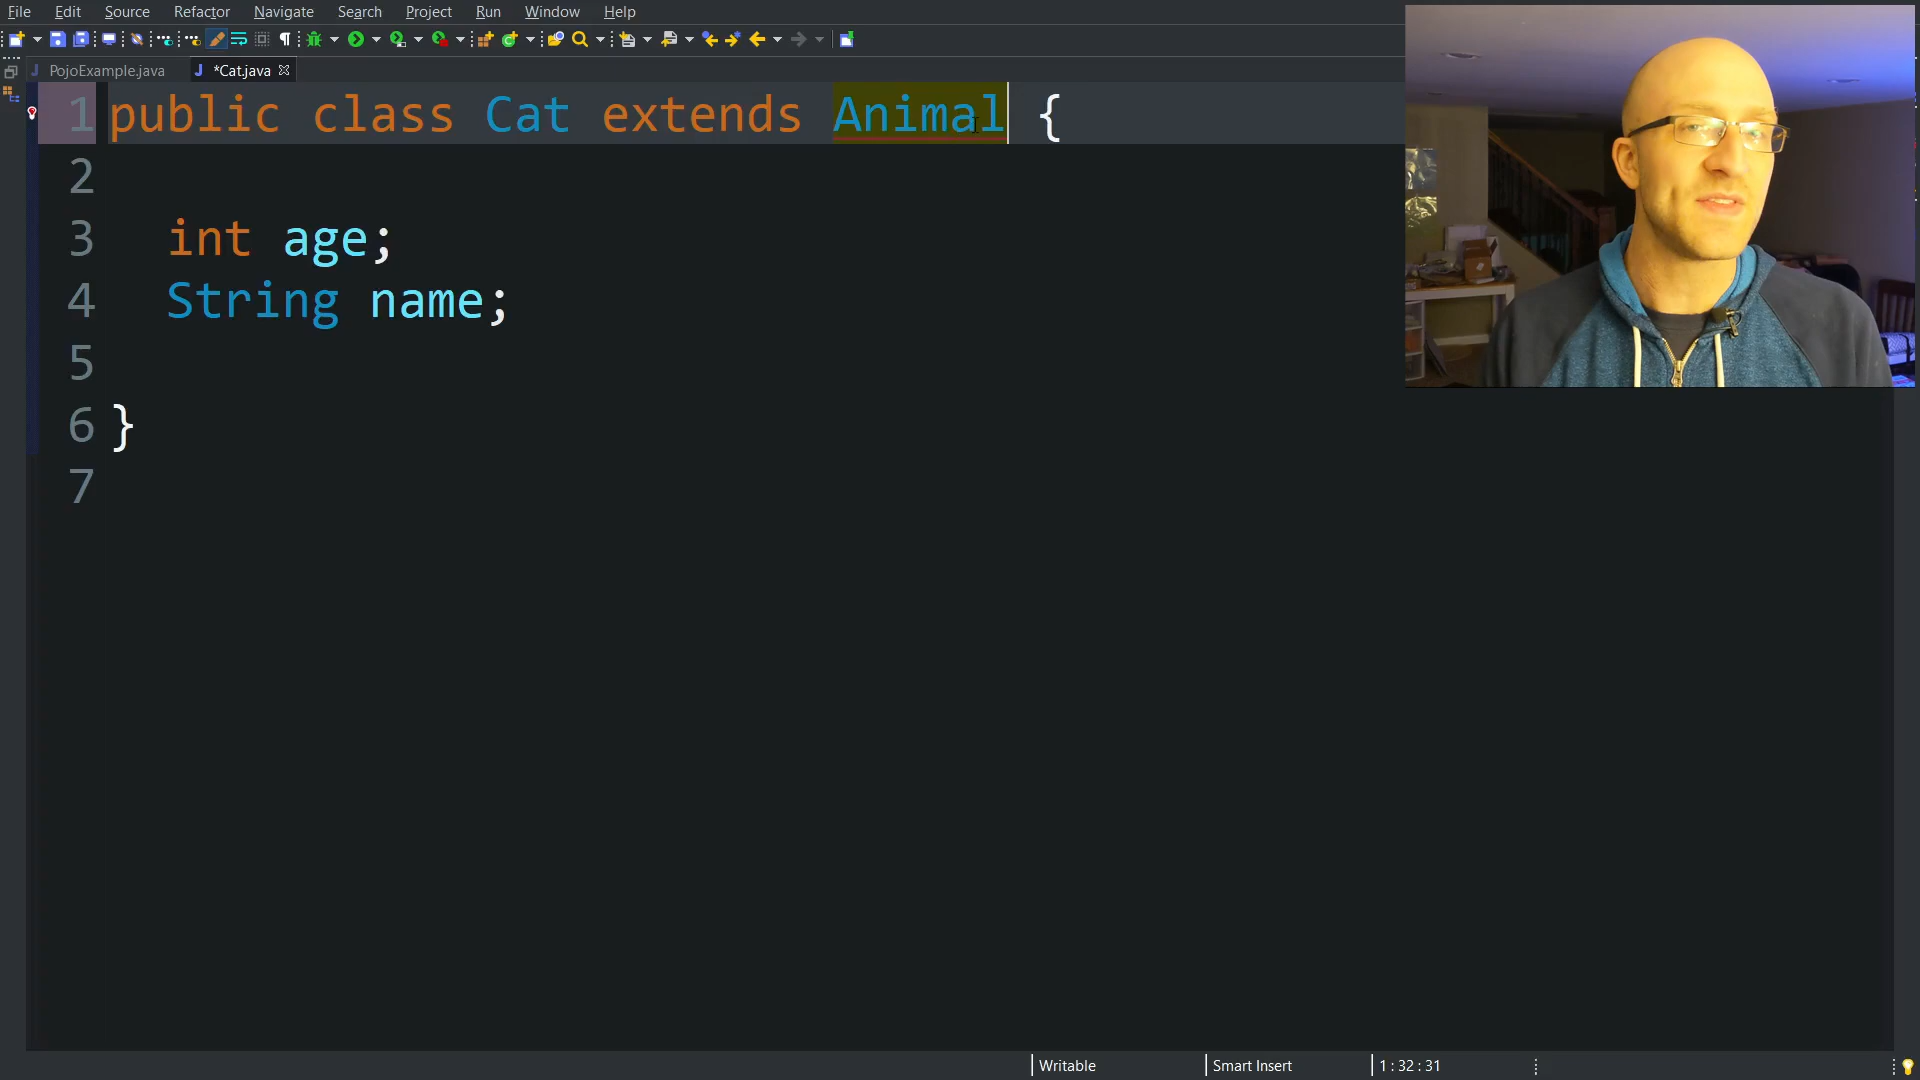 File Edit Source Refactor Navigate Search Project Run Window Help
PojoExample.java *Cat.java
1 public class Cat extends Animal {
2
3 int age;
4 String name;
5
6 }
7
Writable Smart Insert 1 : 32 : 31